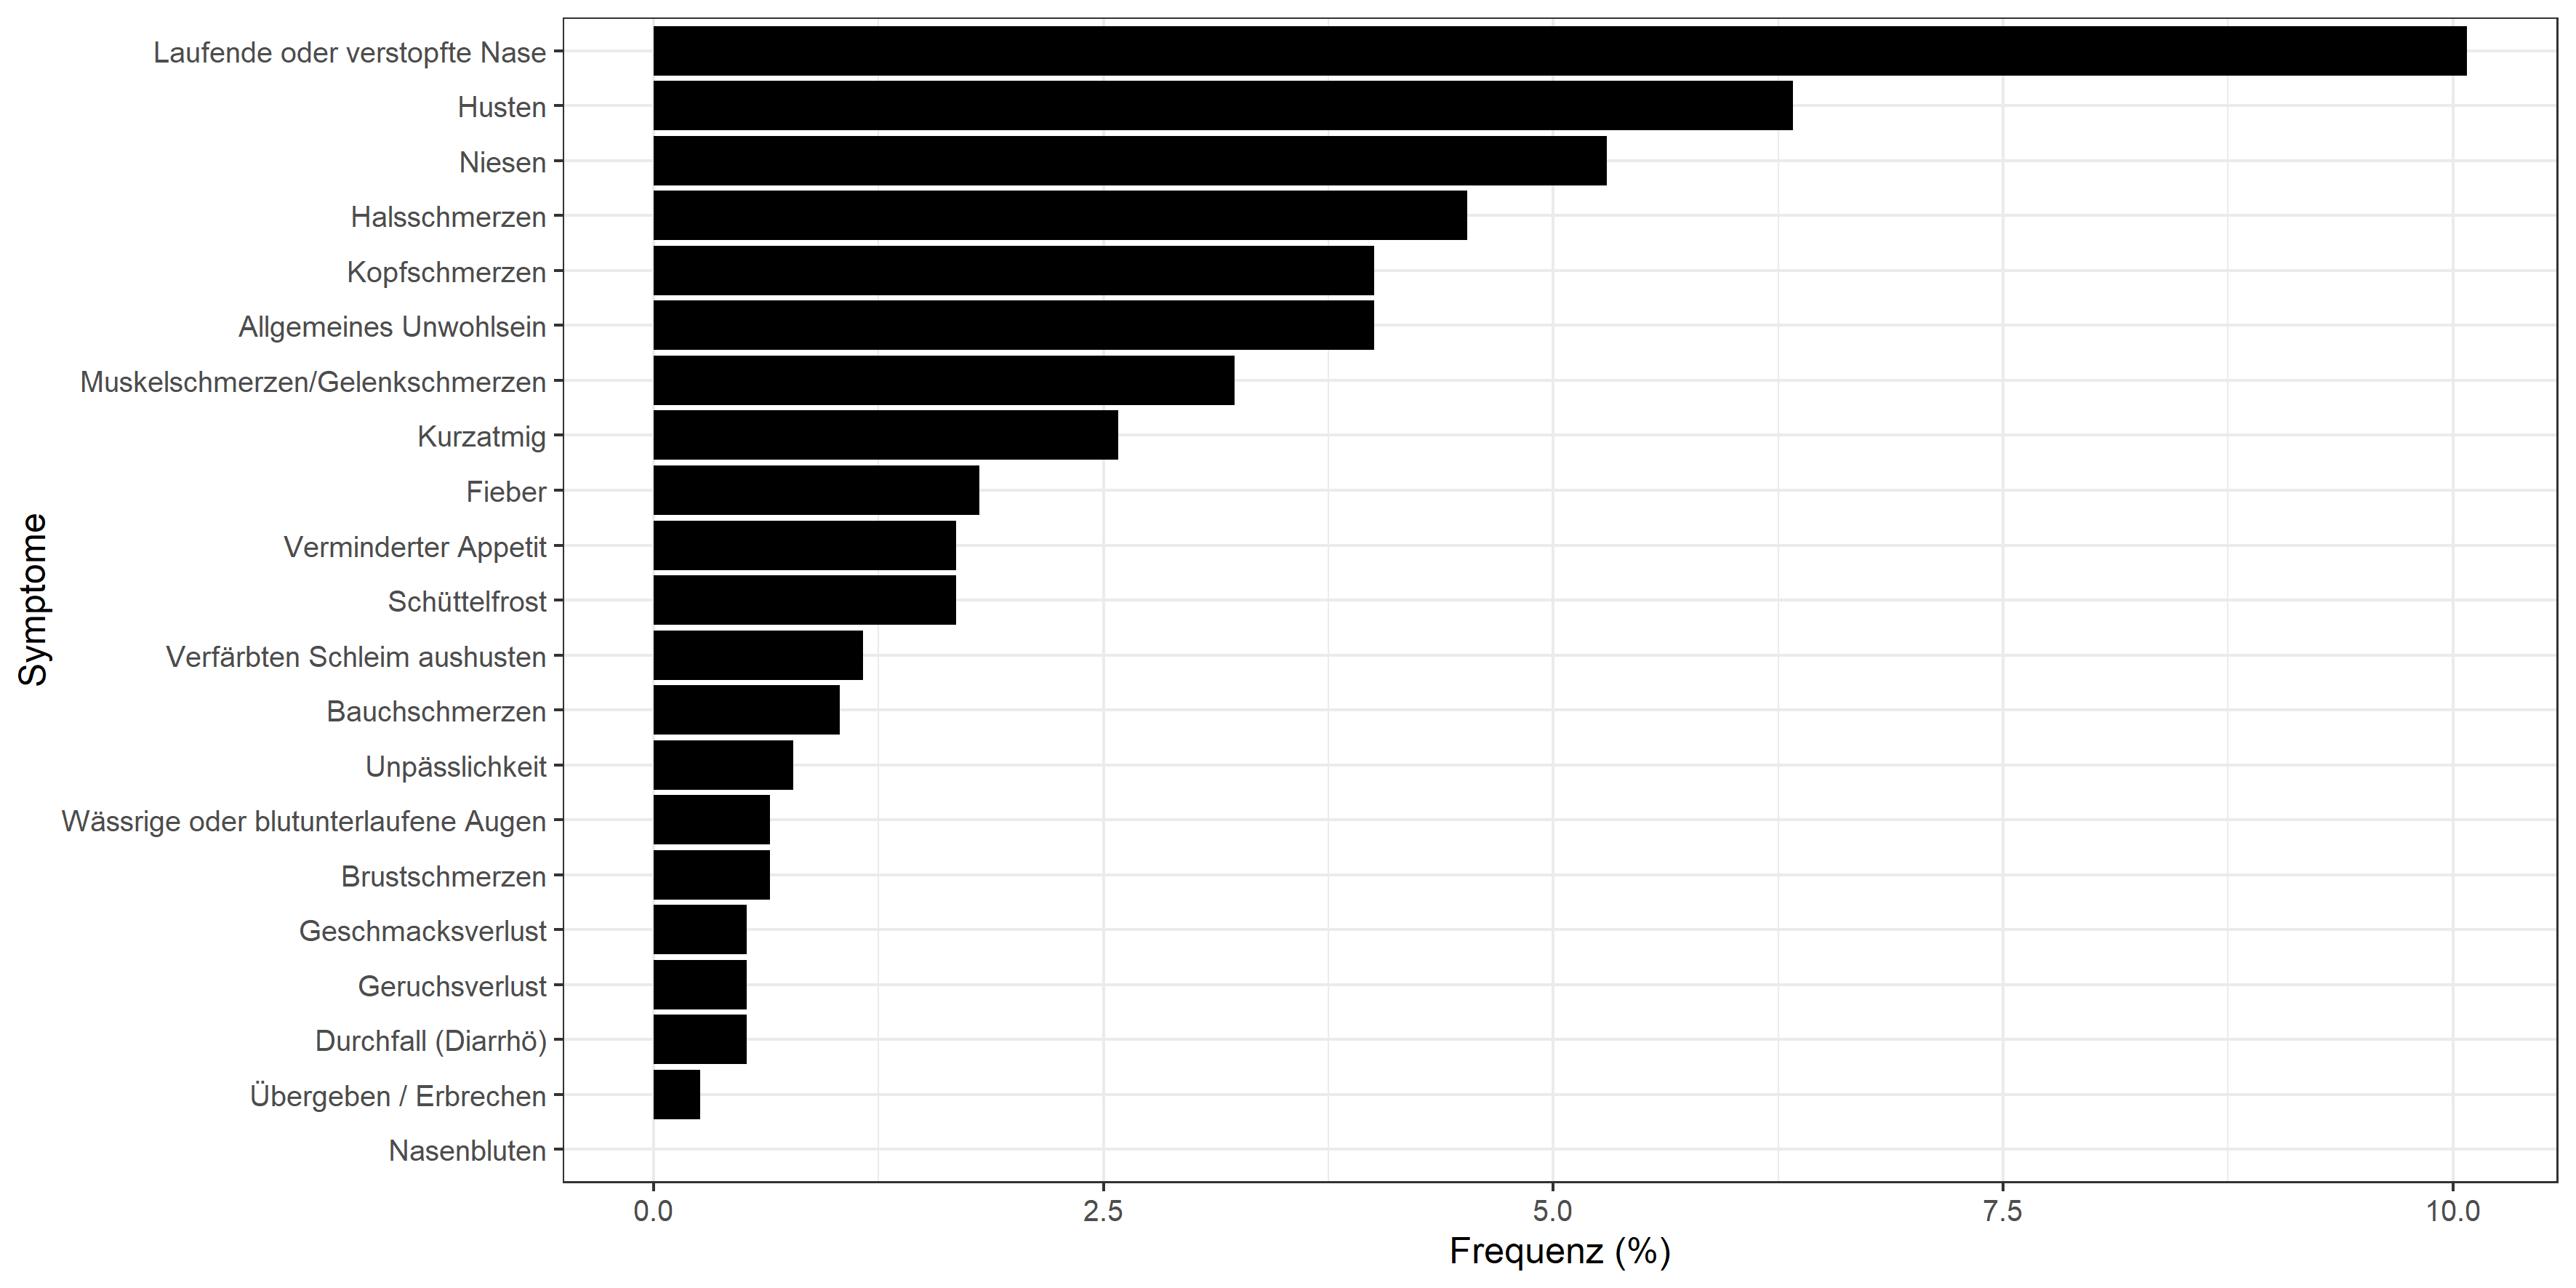 Symptome
Laufende oder verstopfte Nase
Husten
Niesen
Halsschmerzen
Kopfschmerzen
Allgemeines Unwohlsein
Muskelschmerzen/Gelenkschmerzen
Kurzatmig
Fieber
Verminderter Appetit
Schüttelfrost
Verfärbten Schleim aushusten
Bauchschmerzen
Unpässlichkeit
Wässrige oder blutunterlaufene Augen
Brustschmerzen
Geschmacksverlust
Geruchsverlust
Durchfall (Diarrhö)
Übergeben / Erbrechen
Nasenbluten
0.0 2.5 5.0 7.5 10.0
Frequenz (%)